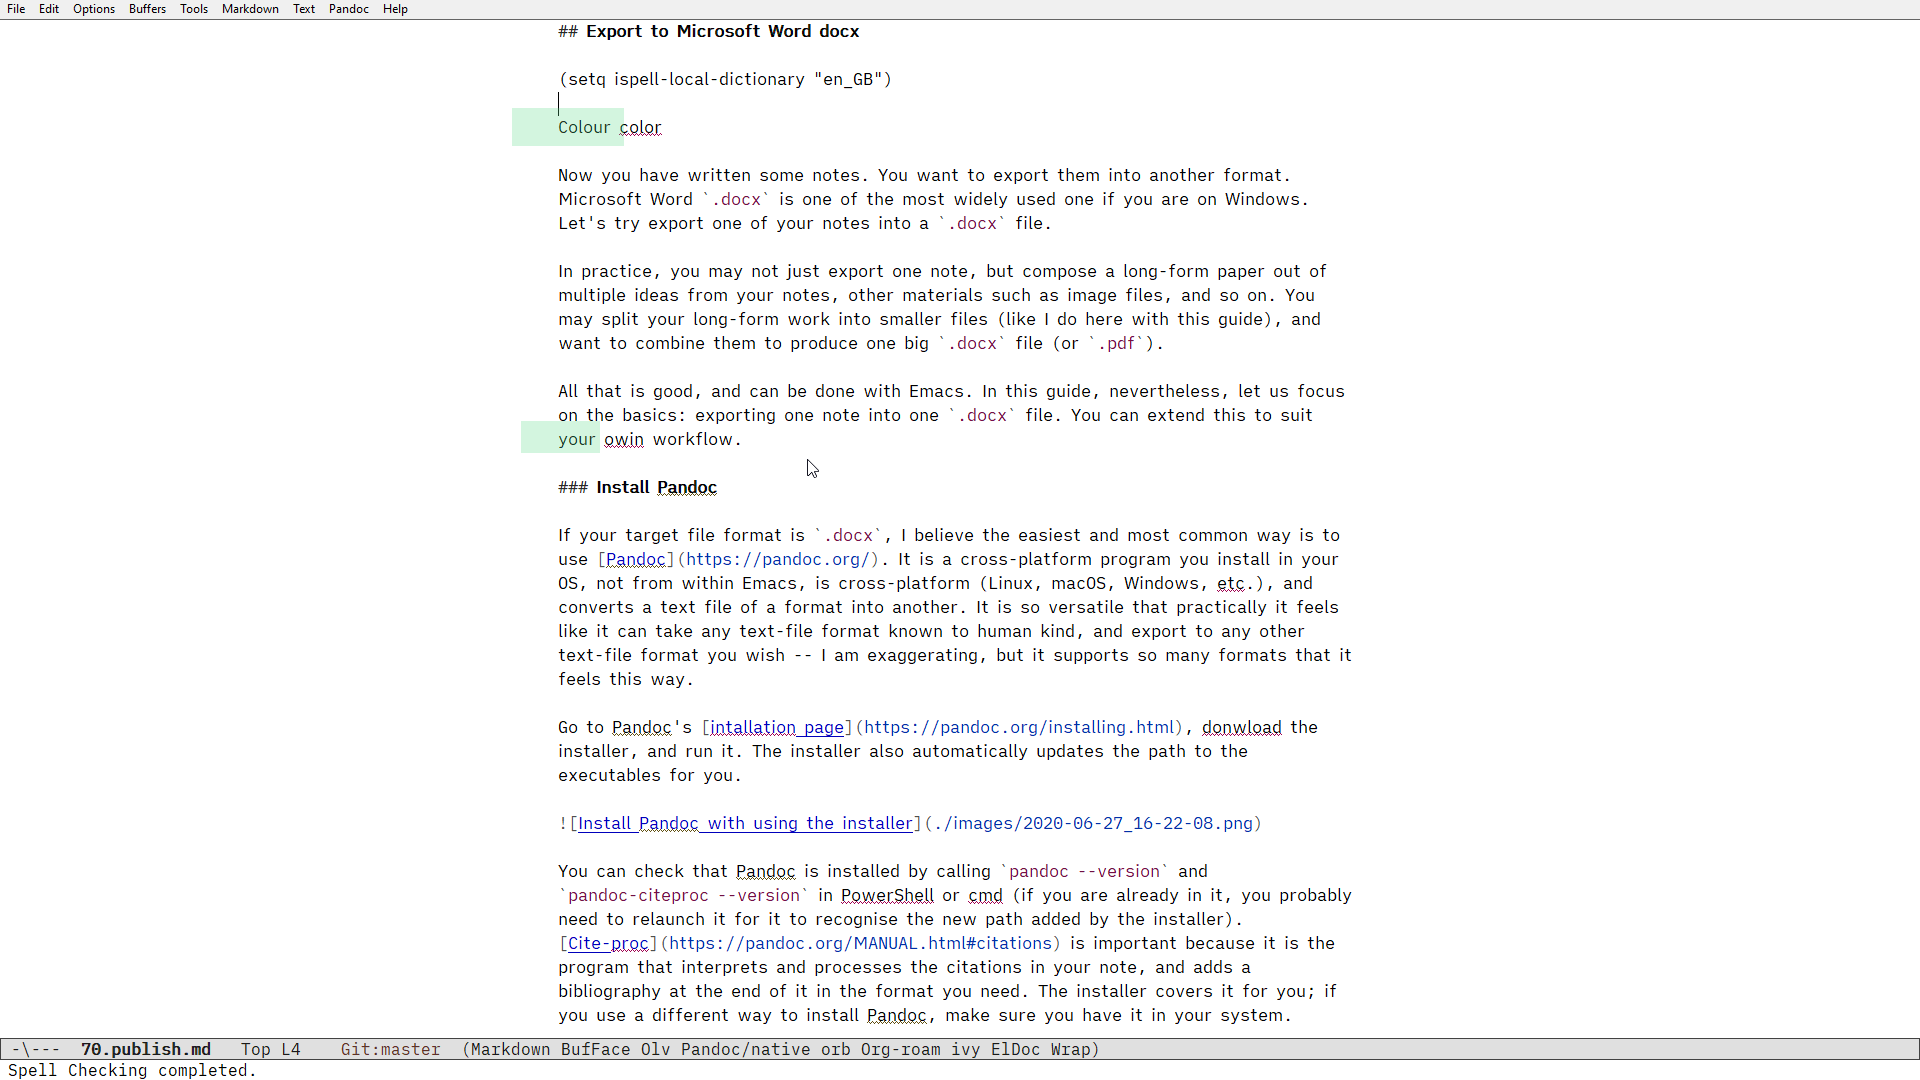 File Edit Options Buffers Tools Markdown Text Pandoc Help
## Export to Microsoft Word docx
(setq ispell-local-dictionary "en_GB")
Colour color
Now you have written some notes. You want to export them into another format.
Microsoft Word `.docx` is one of the most widely used one if you are on Windows.
Let's try export one of your notes into a `.docx` file.
In practice, you may not just export one note, but compose a long-form paper out of
multiple ideas from your notes, other materials such as image files, and so on. You
may split your long-form work into smaller files (like I do here with this guide), and
want to combine them to produce one big `.docx` file (or `.pdf`).
All that is good, and can be done with Emacs. In this guide, nevertheless, let us focus
on the basics: exporting one note into one `.docx` file. You can extend this to suit
your owin workflow.
### Install Pandoc
If your target file format is `.docx`, I believe the easiest and most common way is to
use [Pandoc](https://pandoc.org/). It is a cross-platform program you install in your
OS, not from within Emacs, is cross-platform (Linux, macOS, Windows, etc.), and
converts a text file of a format into another. It is so versatile that practically it feels
like it can take any text-file format known to human kind, and export to any other
text-file format you wish -- I am exaggerating, but it supports so many formats that it
feels this way.
Go to Pandoc's [intallation page](https://pandoc.org/installing.html), donwload the
installer, and run it. The installer also automatically updates the path to the
executables for you.
![Install Pandoc with using the installer](./images/2020-06-27_16-22-08.png)
You can check that Pandoc is installed by calling `pandoc --version` and
`pandoc-citeproc --version` in PowerShell or cmd (if you are already in it, you probably
need to relaunch it for it to recognise the new path added by the installer).
[Cite-proc](https://pandoc.org/MANUAL.html#citations) is important because it is the
program that interprets and processes the citations in your note, and adds a
bibliography at the end of it in the format you need. The installer covers it for you; if
you use a different way to install Pandoc, make sure you have it in your system.
-\--- 70.publish.md Top L4 Git:master (Markdown BufFace Olv Pandoc/native orb Org-roam ivy ElDoc Wrap)
Spell Checking completed.